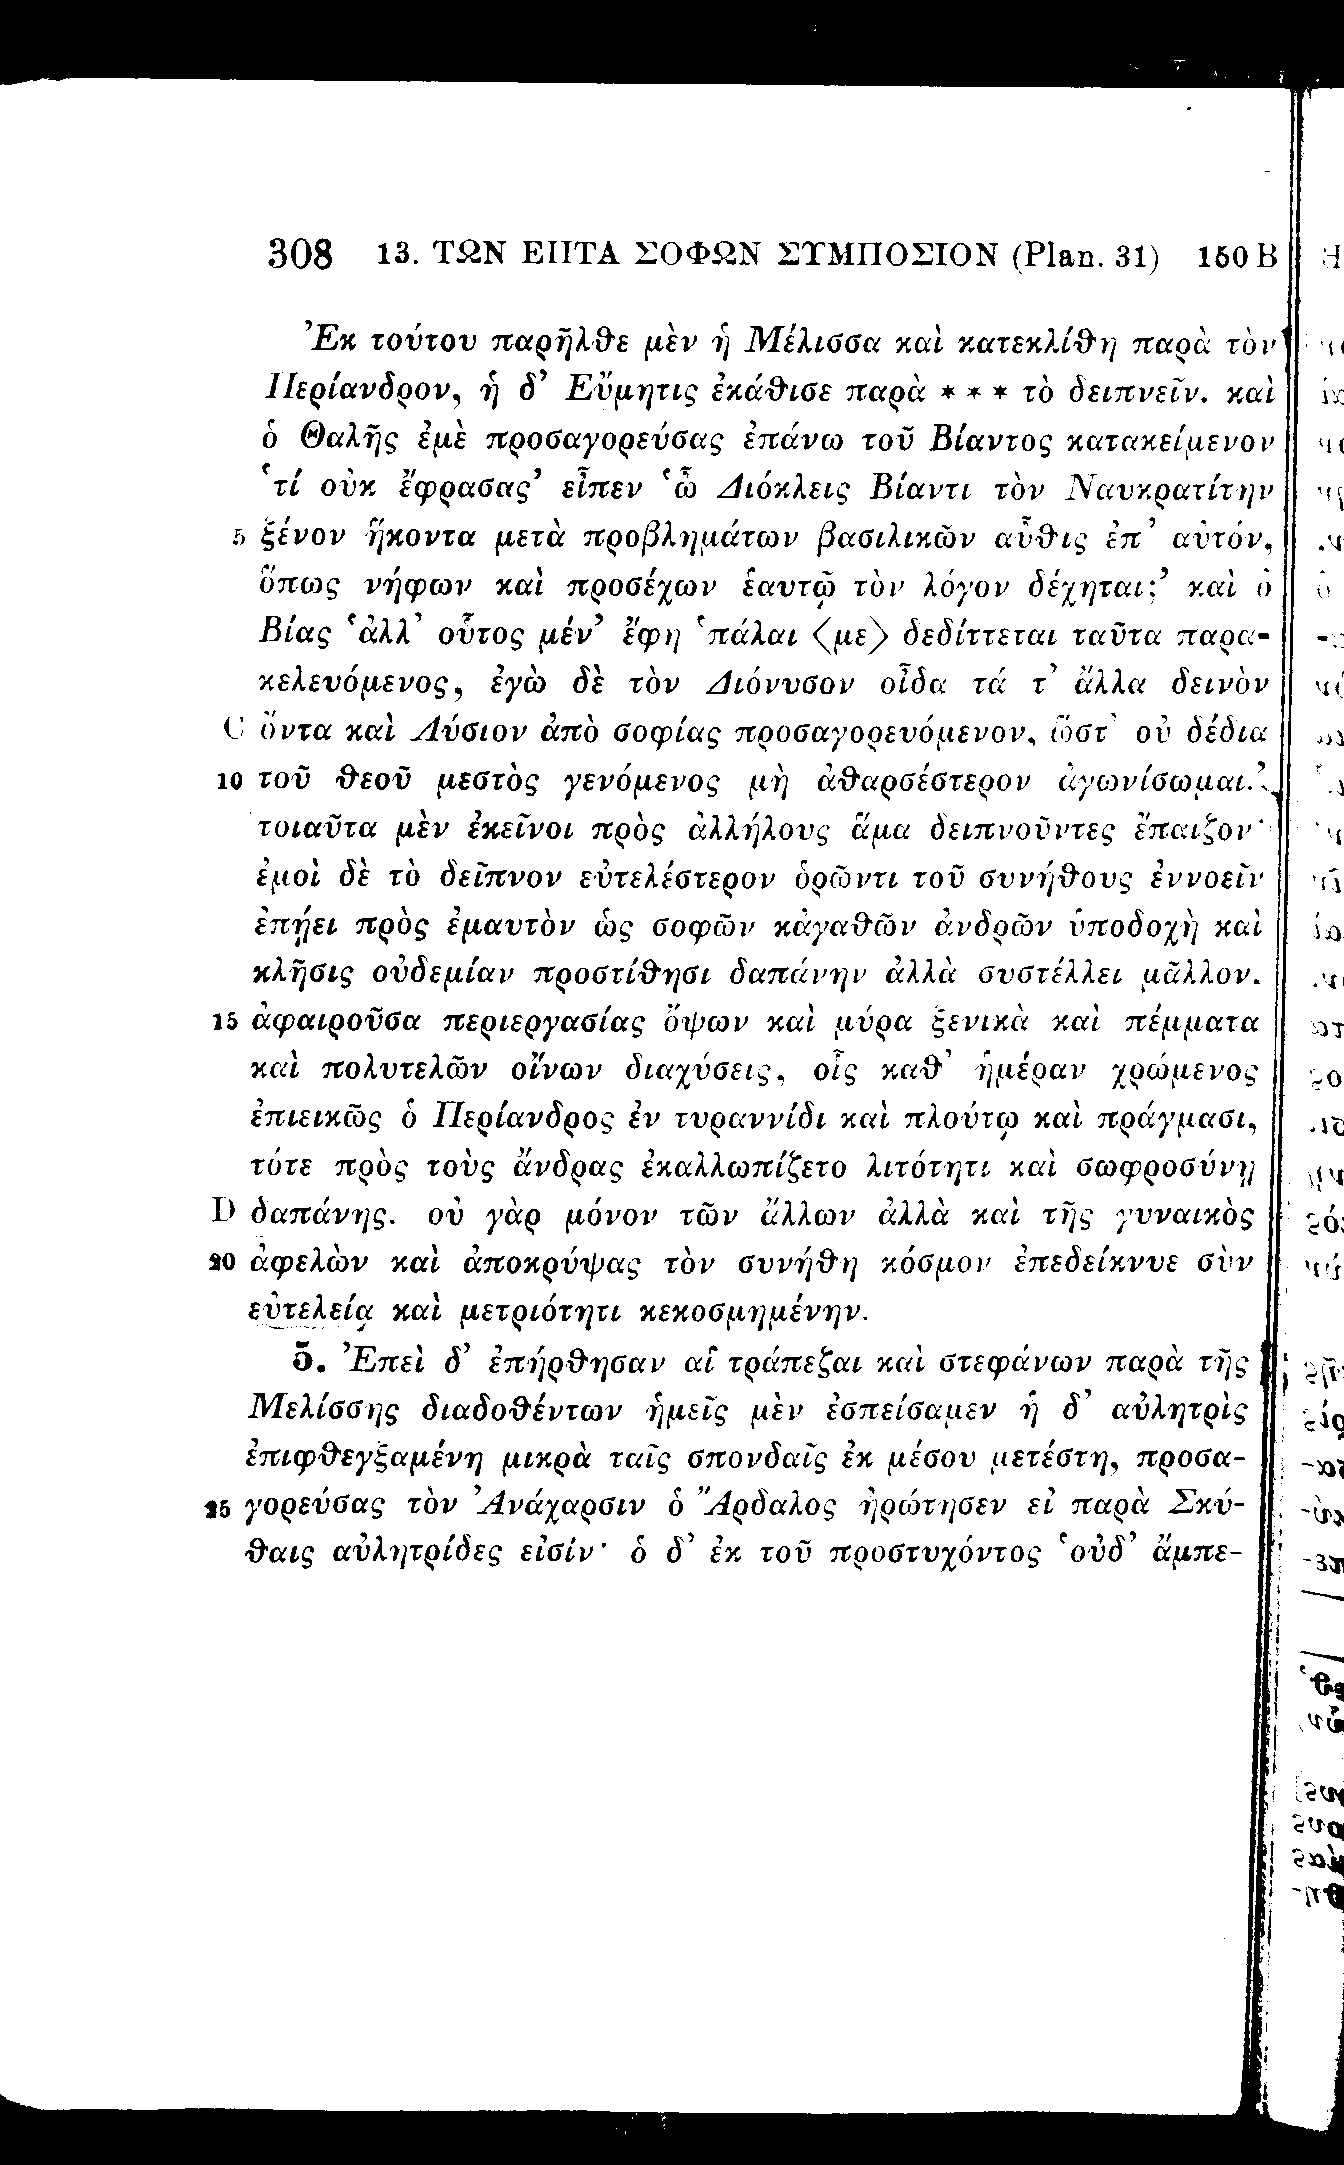 308 13. ΤΩΝ ΕΠΤΑ ΣΟΦΩΝ ΣΥΜΠΟΣΙΟΝ (Plan. 31) 150 B
Ἐκ τούτου παρῆλθε μὲν ἡ Μέλισσα καὶ κατεκλίθη παρὰ τὸν
Περίανδρον, ἡ δ’ Εὔμητις ἐκάθισε παρὰ * * * τὸ δειπνεῖν. καὶ
ὁ Θαλῆς ἐμὲ προσαγορεύσας ἐπάνω τοῦ Βίαντος κατακείμενον
‘τί οὐκ ἔφρασας’ εἶπεν ‘ὦ Διόκλεις Βίαντι τὸν Ναυκρατίτην
5 ξένον ἥκοντα μετὰ προβλημάτων βασιλικῶν αὖθις ἐπ’ αὐτόν,
ὅπως νήφων καὶ προσέχων ἑαυτῷ τὸν λόγον δέχηται;’ καὶ ὁ
Βίας ‘ἀλλ’ οὗτος μέν’ ἔφη ‘πάλαι ⟨με⟩ δεδίττεται ταῦτα παρα-
κελευόμενος, ἐγὼ δὲ τὸν Διόνυσον οἶδα τά τ’ ἄλλα δεινὸν
C ὄντα καὶ Λύσιον ἀπὸ σοφίας προσαγορευόμενον, ὥστ’ οὐ δέδια
10 τοῦ θεοῦ μεστὸς γενόμενος μὴ ἀθαρσέστερον ἀγωνίσωμαι.’
τοιαῦτα μὲν ἐκεῖνοι πρὸς ἀλλήλους ἅμα δειπνοῦντες ἔπαιζον·
ἐμοὶ δὲ τὸ δεῖπνον εὐτελέστερον ὁρῶντι τοῦ συνήθους ἐννοεῖν
ἐπῄει πρὸς ἐμαυτὸν ὡς σοφῶν κἀγαθῶν ἀνδρῶν ὑποδοχὴ καὶ
κλῆσις οὐδεμίαν προστίθησι δαπάνην ἀλλὰ συστέλλει μᾶλλον.
15 ἀφαιροῦσα περιεργασίας ὄψων καὶ μύρα ξενικὰ καὶ πέμματα
καὶ πολυτελῶν οἴνων διαχύσεις, οἷς καθ’ ἡμέραν χρώμενος
ἐπιεικῶς ὁ Περίανδρος ἐν τυραννίδι καὶ πλούτῳ καὶ πράγμασι,
τότε πρὸς τοὺς ἄνδρας ἐκαλλωπίζετο λιτότητι καὶ σωφροσύνῃ
D δαπάνης. οὐ γὰρ μόνον τῶν ἄλλων ἀλλὰ καὶ τῆς γυναικὸς
20 ἀφελὼν καὶ ἀποκρύψας τὸν συνήθη κόσμον ἐπεδείκνυε σὺν
εὐτελείᾳ καὶ μετριότητι κεκοσμημένην.
5. Ἐπεὶ δ’ ἐπήρθησαν αἱ τράπεζαι καὶ στεφάνων παρὰ τῆς
Μελίσσης διαδοθέντων ἡμεῖς μὲν ἐσπείσαμεν ἡ δ’ αὐλητρὶς
ἐπιφθεγξαμένη μικρὰ ταῖς σπονδαῖς ἐκ μέσου μετέστη, προσα-
25 γορεύσας τὸν Ἀνάχαρσιν ὁ Ἄρδαλος ἠρώτησεν εἰ παρὰ Σκύ-
θαις αὐλητρίδες εἰσίν· ὁ δ’ ἐκ τοῦ προστυχόντος ‘οὐδ’ ἄμπε-